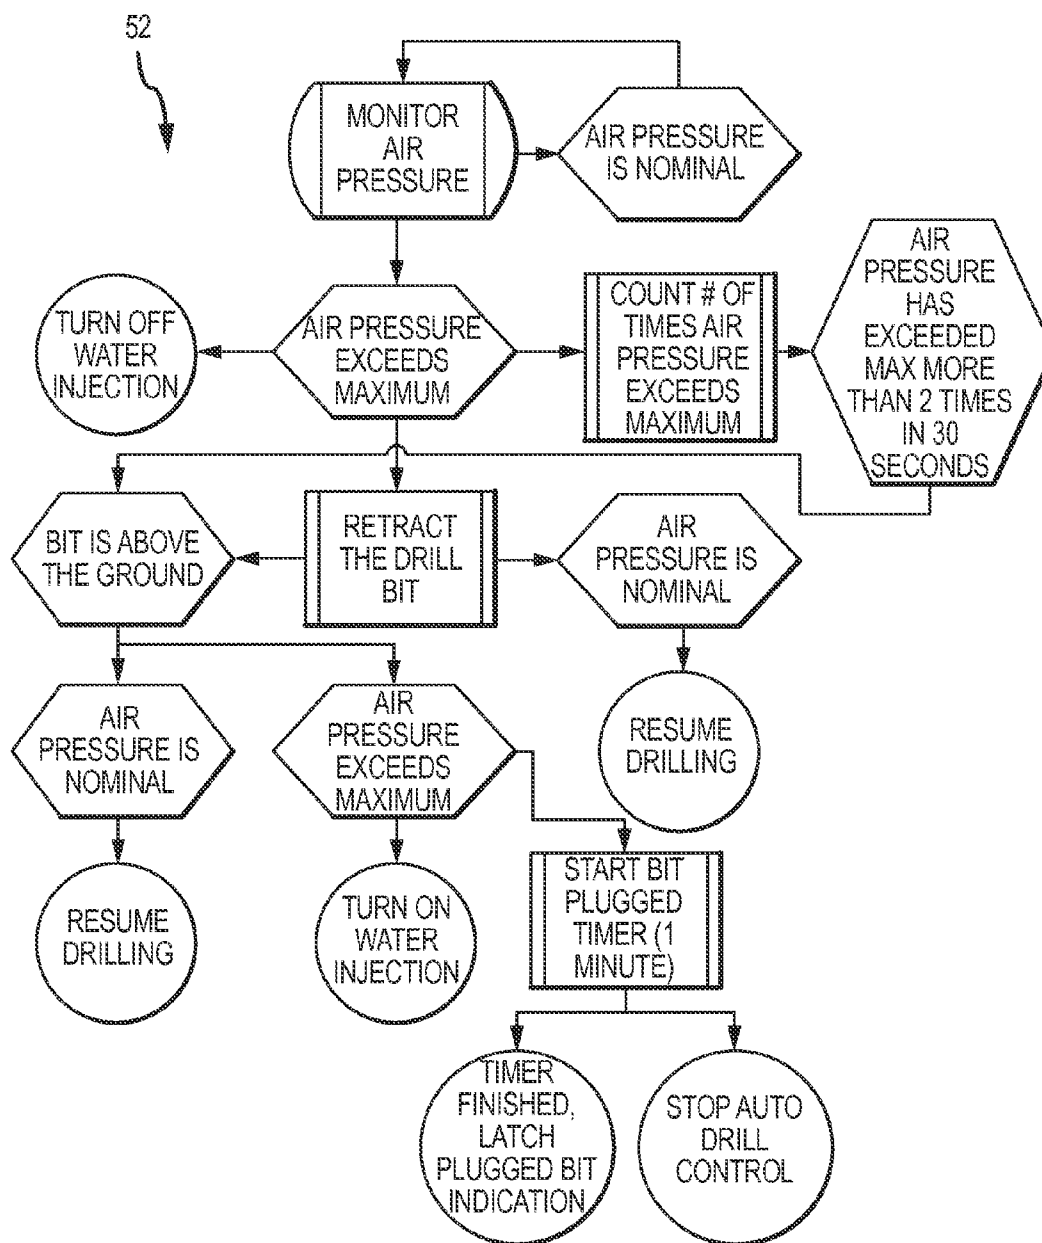 52
MONITOR
AIR
PRESSURE
AIR PRESSURE
IS NOMINAL
TURN OFF
WATER
INJECTION
AIR PRESSURE
EXCEEDS
MAXIMUM
COUNT # OF
TIMES AIR
PRESSURE
EXCEEDS
MAXIMUM
AIR
PRESSURE
HAS
EXCEEDED
MAX MORE
THAN 2 TIMES
IN 30
SECONDS
BIT IS ABOVE
THE GROUND
RETRACT
THE DRILL
BIT
AIR
PRESSURE IS
NOMINAL
AIR
PRESSURE IS
NOMINAL
AIR
PRESSURE
EXCEEDS
MAXIMUM
RESUME
DRILLING
RESUME
DRILLING
TURN ON
WATER
INJECTION
START BIT
PLUGGED
TIMER (1
MINUTE)
TIMER
FINISHED,
LATCH
PLUGGED BIT
INDICATION
STOP AUTO
DRILL
CONTROL